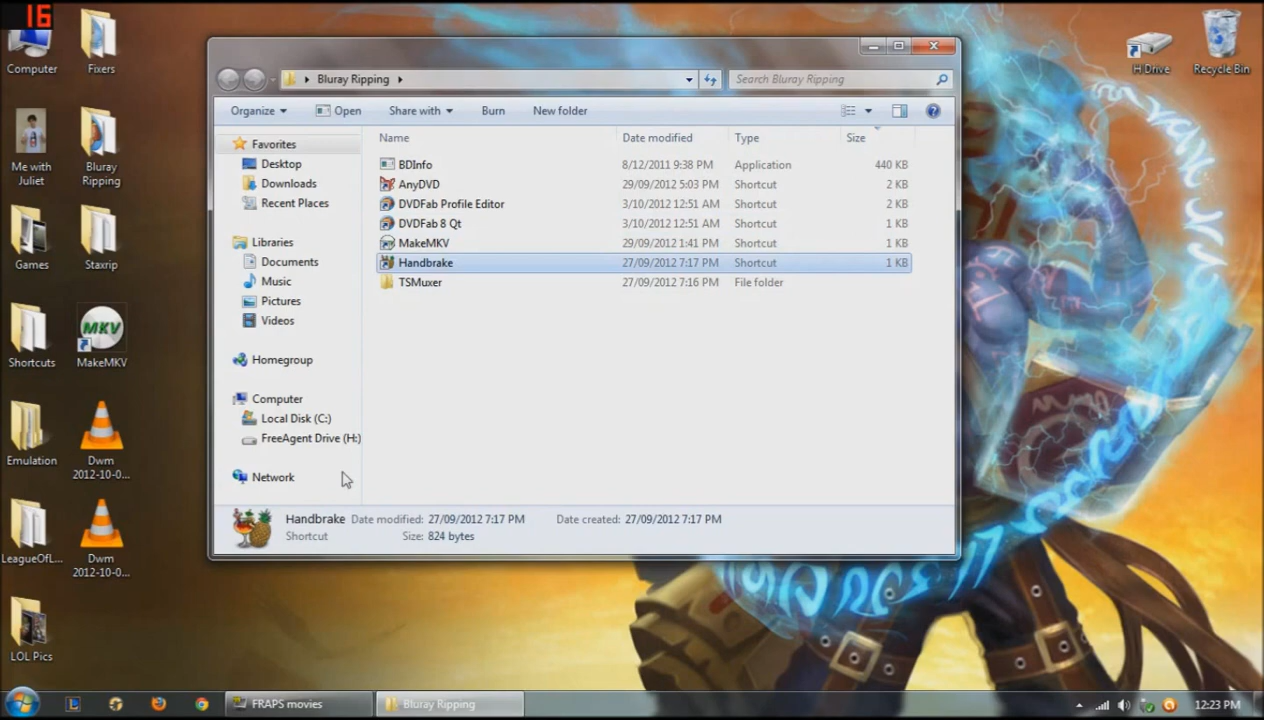 16
Computer
Fixers
H Drive
Recycle Bin
Me with
Juliet
Bluray
Ripping
Games
Staxrip
Shortcuts
MKV
MakeMKV
Emulation
Dwm
2012-10-0...
LeagueOfL...
Dwm
2012-10-0...
LOL Pics
Bluray Ripping
Search Bluray Ripping
Organize Open Share with Burn New folder
Favorites
Desktop
Downloads
Recent Places
Libraries
Documents
Music
Pictures
Videos
Homegroup
Computer
Local Disk (C:)
FreeAgent Drive (H:)
Network
Name Date modified Type Size
BDInfo 8/12/2011 9:38 PM Application 440 KB
AnyDVD 29/09/2012 5:03 PM Shortcut 2 KB
DVDFab Profile Editor 3/10/2012 12:51 AM Shortcut 2 KB
DVDFab 8 Qt 3/10/2012 12:51 AM Shortcut 1 KB
MakeMKV 29/09/2012 1:41 PM Shortcut 1 KB
Handbrake 27/09/2012 7:17 PM Shortcut 1 KB
TSMuxer 27/09/2012 7:16 PM File folder
Handbrake Date modified: 27/09/2012 7:17 PM Date created: 27/09/2012 7:17 PM
Shortcut Size: 824 bytes
FRAPS movies
Bluray Ripping
12:23 PM